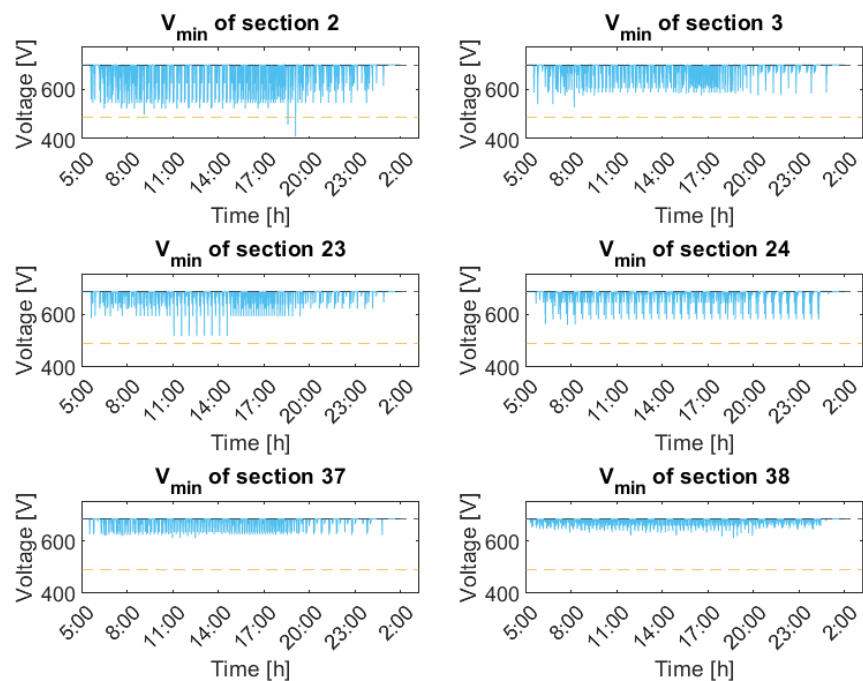 V_min of section 2
Voltage [V]
600
400
5:00 8:00 11:00 14:00 17:00 20:00 23:00 2:00
Time [h]
V_min of section 3
Voltage [V]
600
400
5:00 8:00 11:00 14:00 17:00 20:00 23:00 2:00
Time [h]
V_min of section 23
Voltage [V]
600
400
5:00 8:00 11:00 14:00 17:00 20:00 23:00 2:00
Time [h]
V_min of section 24
Voltage [V]
600
400
5:00 8:00 11:00 14:00 17:00 20:00 23:00 2:00
Time [h]
V_min of section 37
Voltage [V]
600
400
5:00 8:00 11:00 14:00 17:00 20:00 23:00 2:00
Time [h]
V_min of section 38
Voltage [V]
600
400
5:00 8:00 11:00 14:00 17:00 20:00 23:00 2:00
Time [h]